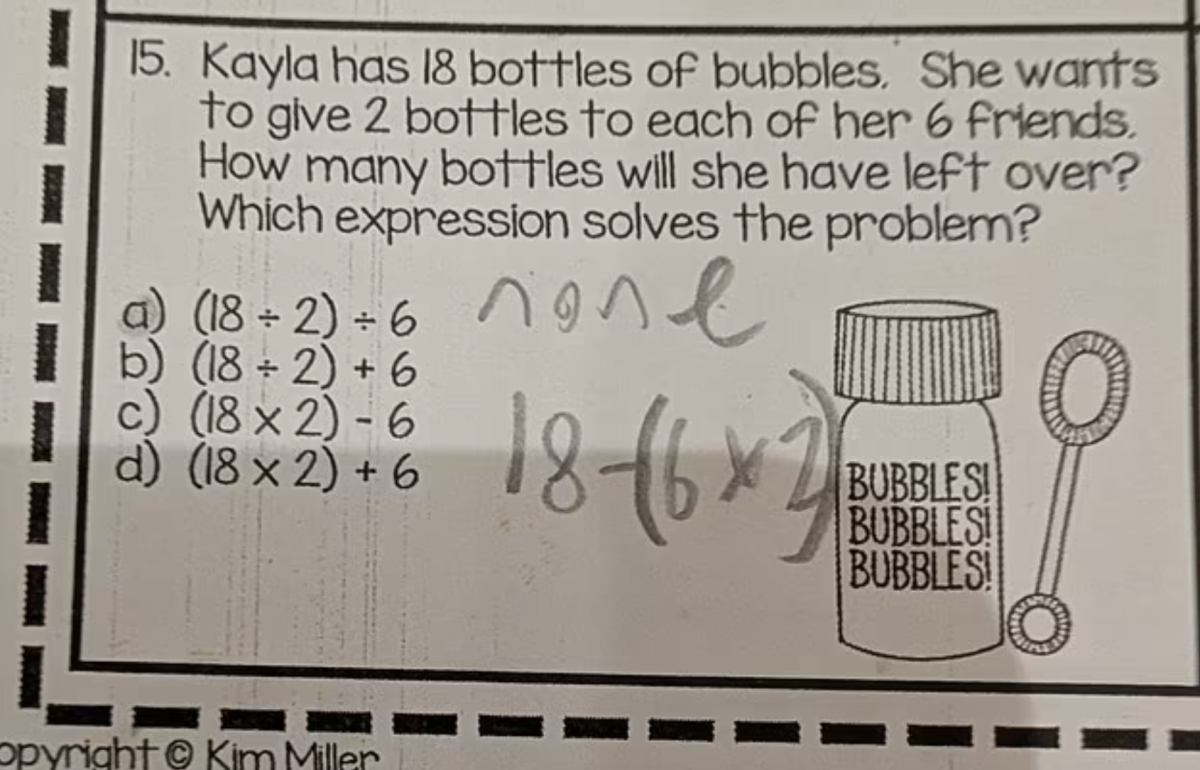 15. Kayla has 18 bottles of bubbles. She wants
to give 2 bottles to each of her 6 friends.
How many bottles will she have left over?
Which expression solves the problem?
a) (18 ÷ 2) ÷ 6
b) (18 ÷ 2) + 6
c) (18 x 2) - 6
d) (18 x 2) + 6
none
18-(6x2)
BUBBLES!
BUBBLES!
BUBBLES!
opyright © Kim Miller